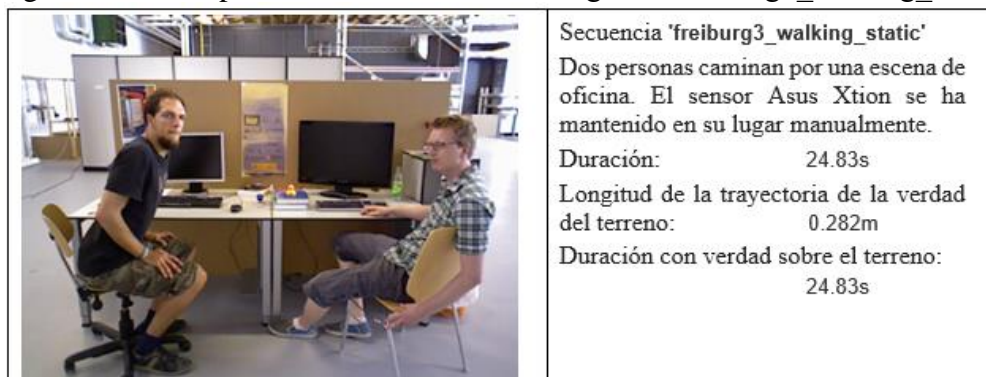 Secuencia 'freiburg3_walking_static'
Dos personas caminan por una escena de
oficina. El sensor Asus Xtion se ha
mantenido en su lugar manualmente.
Duración: 24.83s
Longitud de la trayectoria de la verdad
del terreno: 0.282m
Duración con verdad sobre el terreno:
24.83s